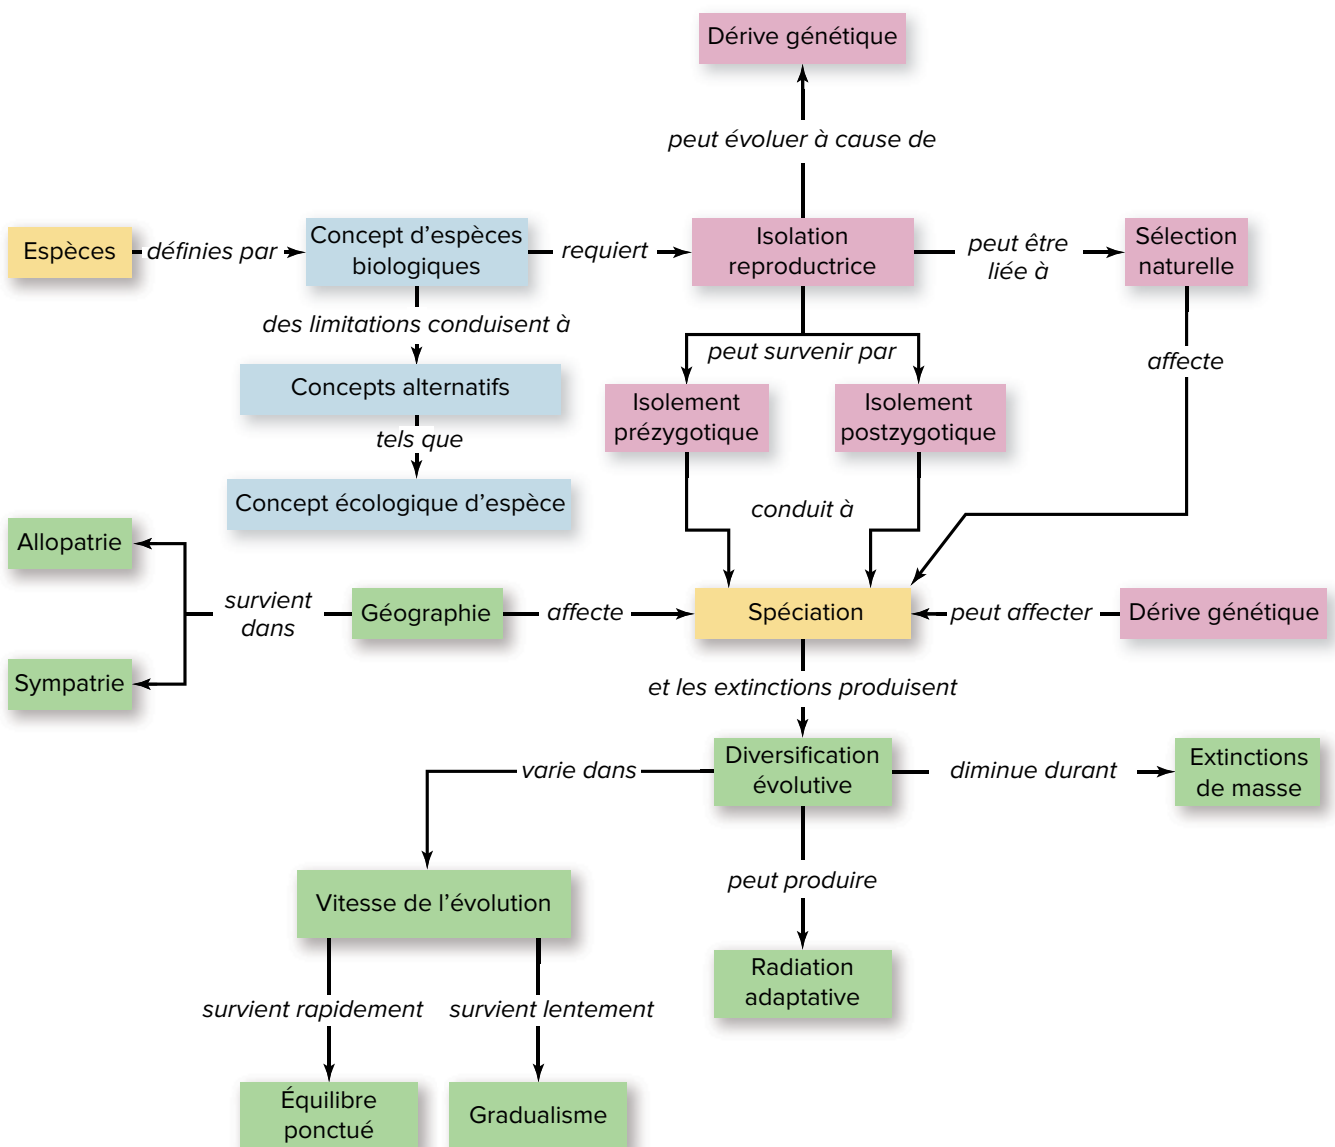 Dérive génétique
peut évoluer à cause de
Espèces
définies par
Concept d'espèces
biologiques
requiert
Isolation
reproductrice
peut être
liée à
Sélection
naturelle
des limitations conduisent à
peut survenir par
affecte
Concepts alternatifs
Isolement
prézygotique
Isolement
postzygotique
tels que
Concept écologique d'espèce
conduit à
Allopatrie
survient
dans
Géographie
affecte
Spéciation
peut affecter
Dérive génétique
Sympatrie
et les extinctions produisent
varie dans
Diversification
évolutive
diminue durant
Extinctions
de masse
peut produire
Vitesse de l'évolution
Radiation
adaptative
survient rapidement
survient lentement
Équilibre
ponctué
Gradualisme